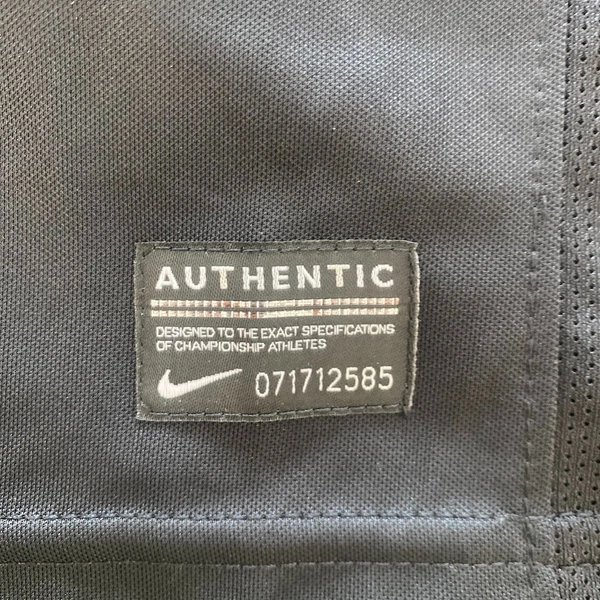 AUTHENTIC
DESIGNED TO THE EXACT SPECIFICATIONS
OF CHAMPIONSHIP ATHLETES
071712585